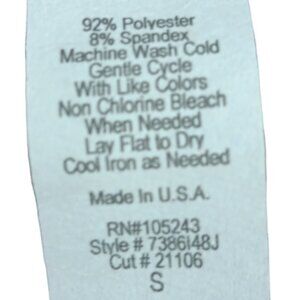 92% Polyester
8% Spandex
Machine Wash Cold
Gentle Cycle
With Like Colors
Non Chlorine Bleach
When Needed
Lay Flat to Dry
Cool Iron as Needed
Made In U.S.A.
RN#105243
Style # 7386I48J
Cut # 21106
S